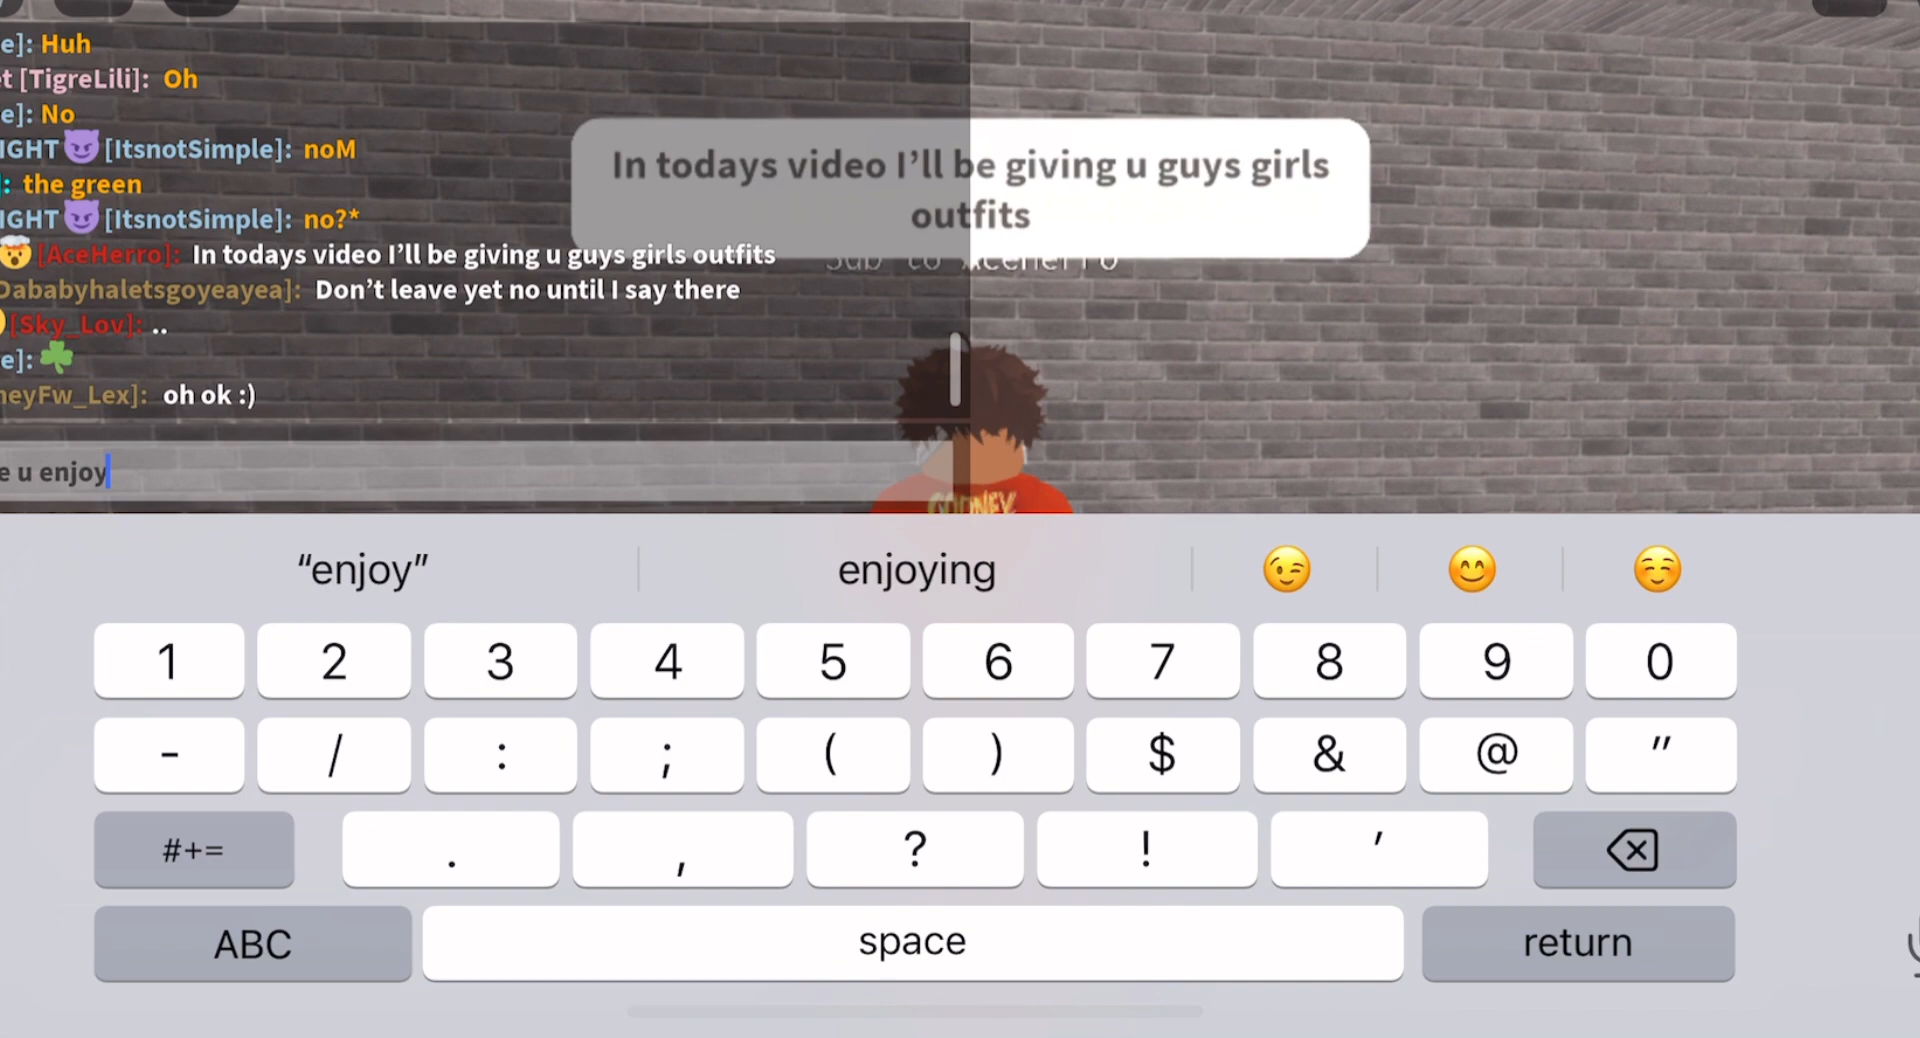 e]: Huh
t [TigreLili]: Oh
e]: No
IGHT😈[ItsnotSimple]: noM
]: the green
IGHT😈[ItsnotSimple]: no?*
🤯[AceHerro]: In todays video I’ll be giving u guys girls outfits
Dababyhaletsgoyeayea]: Don’t leave yet no until I say there
[Sky_Lov]: ..
e]: ☘️
neyFw_Lex]: oh ok :)
In todays video I’ll be giving u guys girls
outfits
Sub to AceHerro
e u enjoy
“enjoy” enjoying 😉 😊 ☺️
1 2 3 4 5 6 7 8 9 0
- / : ; ( ) $ & @ "
#+= . , ? ! '
ABC space return